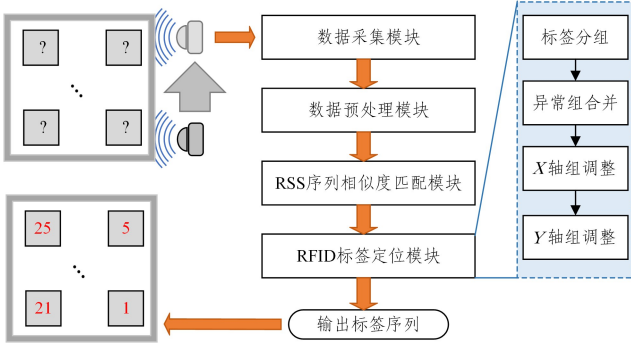 ? ?
? ?
数据采集模块
数据预处理模块
RSS序列相似度匹配模块
RFID标签定位模块
输出标签序列
标签分组
异常组合并
X轴组调整
Y轴组调整
25 5
21 1